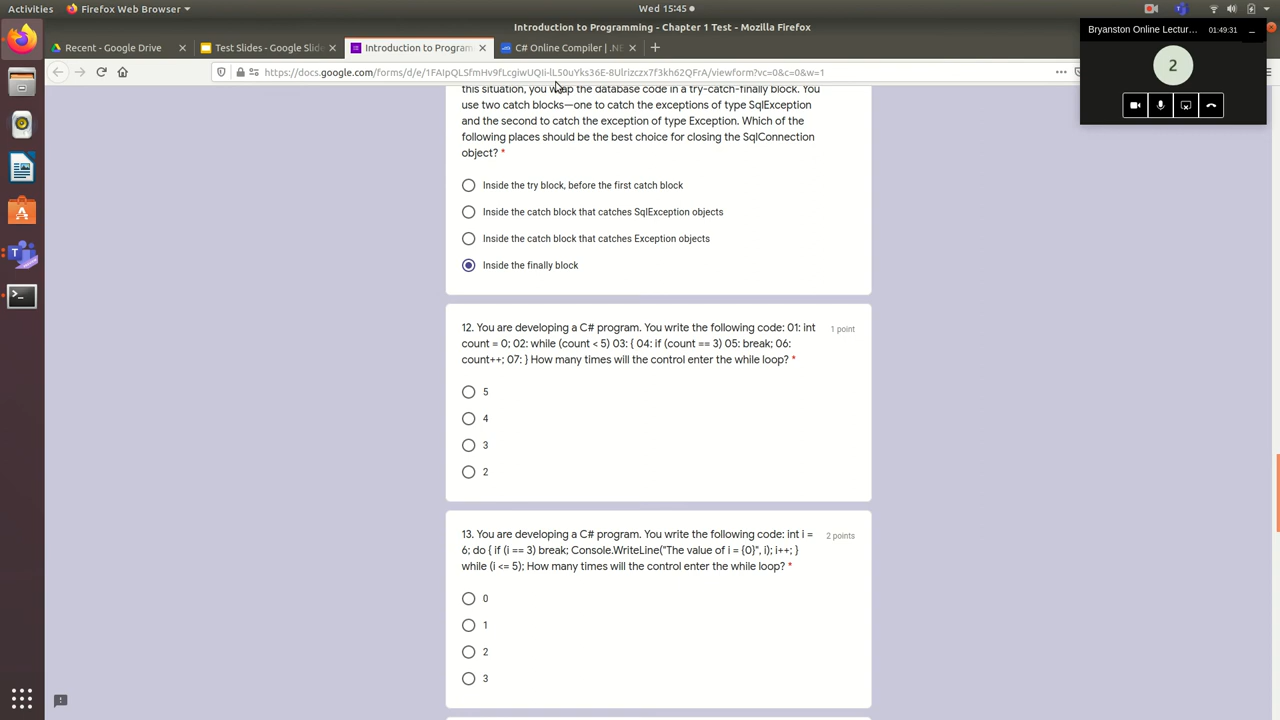 Activities
Firefox Web Browser
Wed 15:45
Introduction to Programming - Chapter 1 Test - Mozilla Firefox
Recent - Google Drive
Test Slides - Google Slide
Introduction to Program
C# Online Compiler | .NE
https://docs.google.com/forms/d/e/1FAIpQLSfmHv9fLcgiwUQIi-lL50uYks36E-8Ulrizczx7f3kh62QFrA/viewform?vc=0&c=0&w=1
Bryanston Online Lectur...
01:49:31
2
this situation, you wrap the database code in a try-catch-finally block. You
use two catch blocks—one to catch the exceptions of type SqlException
and the second to catch the exception of type Exception. Which of the
following places should be the best choice for closing the SqlConnection
object? *
Inside the try block, before the first catch block
Inside the catch block that catches SqlException objects
Inside the catch block that catches Exception objects
Inside the finally block
12. You are developing a C# program. You write the following code: 01: int
count = 0; 02: while (count < 5) 03: { 04: if (count == 3) 05: break; 06:
count++; 07: } How many times will the control enter the while loop? *
1 point
5
4
3
2
13. You are developing a C# program. You write the following code: int i =
6; do { if (i == 3) break; Console.WriteLine("The value of i = {0}", i); i++; }
while (i <= 5); How many times will the control enter the while loop? *
2 points
0
1
2
3